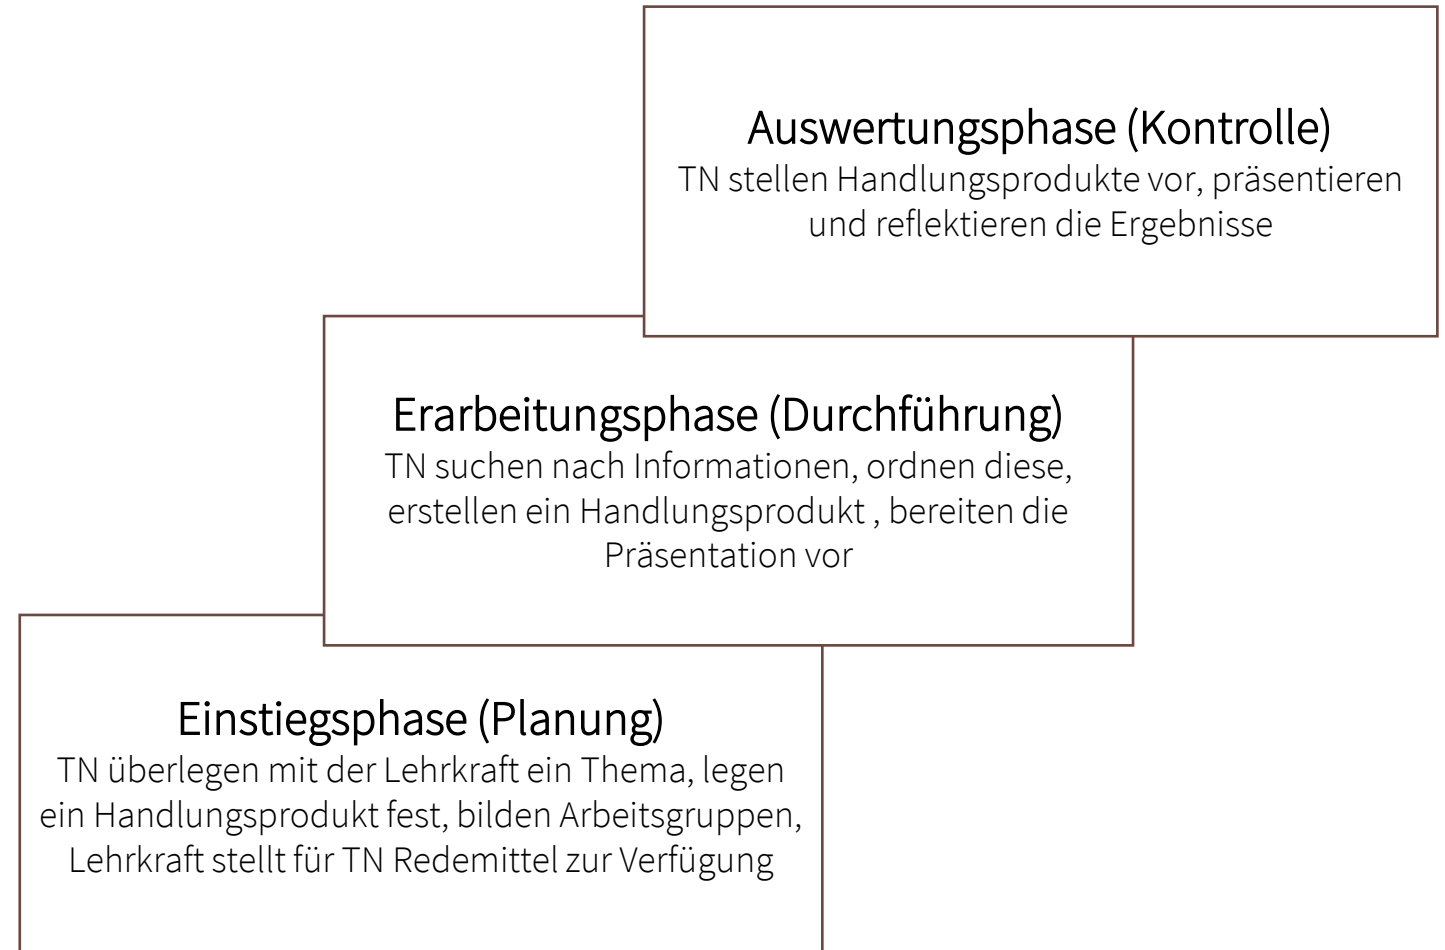 Auswertungsphase (Kontrolle)
TN stellen Handlungsprodukte vor, präsentieren
und reflektieren die Ergebnisse
Erarbeitungsphase (Durchführung)
TN suchen nach Informationen, ordnen diese,
erstellen ein Handlungsprodukt , bereiten die
Präsentation vor
Einstiegsphase (Planung)
TN überlegen mit der Lehrkraft ein Thema, legen
ein Handlungsprodukt fest, bilden Arbeitsgruppen,
Lehrkraft stellt für TN Redemittel zur Verfügung